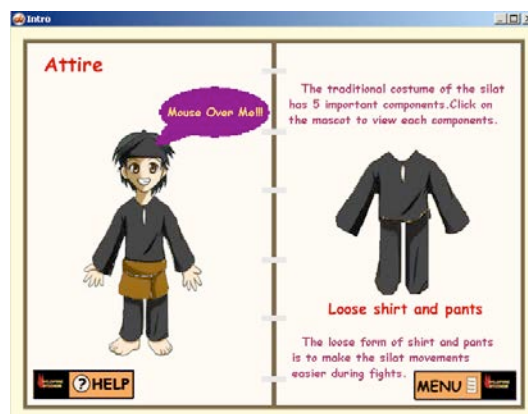 Intro
Attire
Mouse Over Me!!!
HELP
The traditional costume of the silat
has 5 important components.Click on
the mascot to view each components.
Loose shirt and pants
The loose form of shirt and pants
is to make the silat movements
easier during fights.
MENU